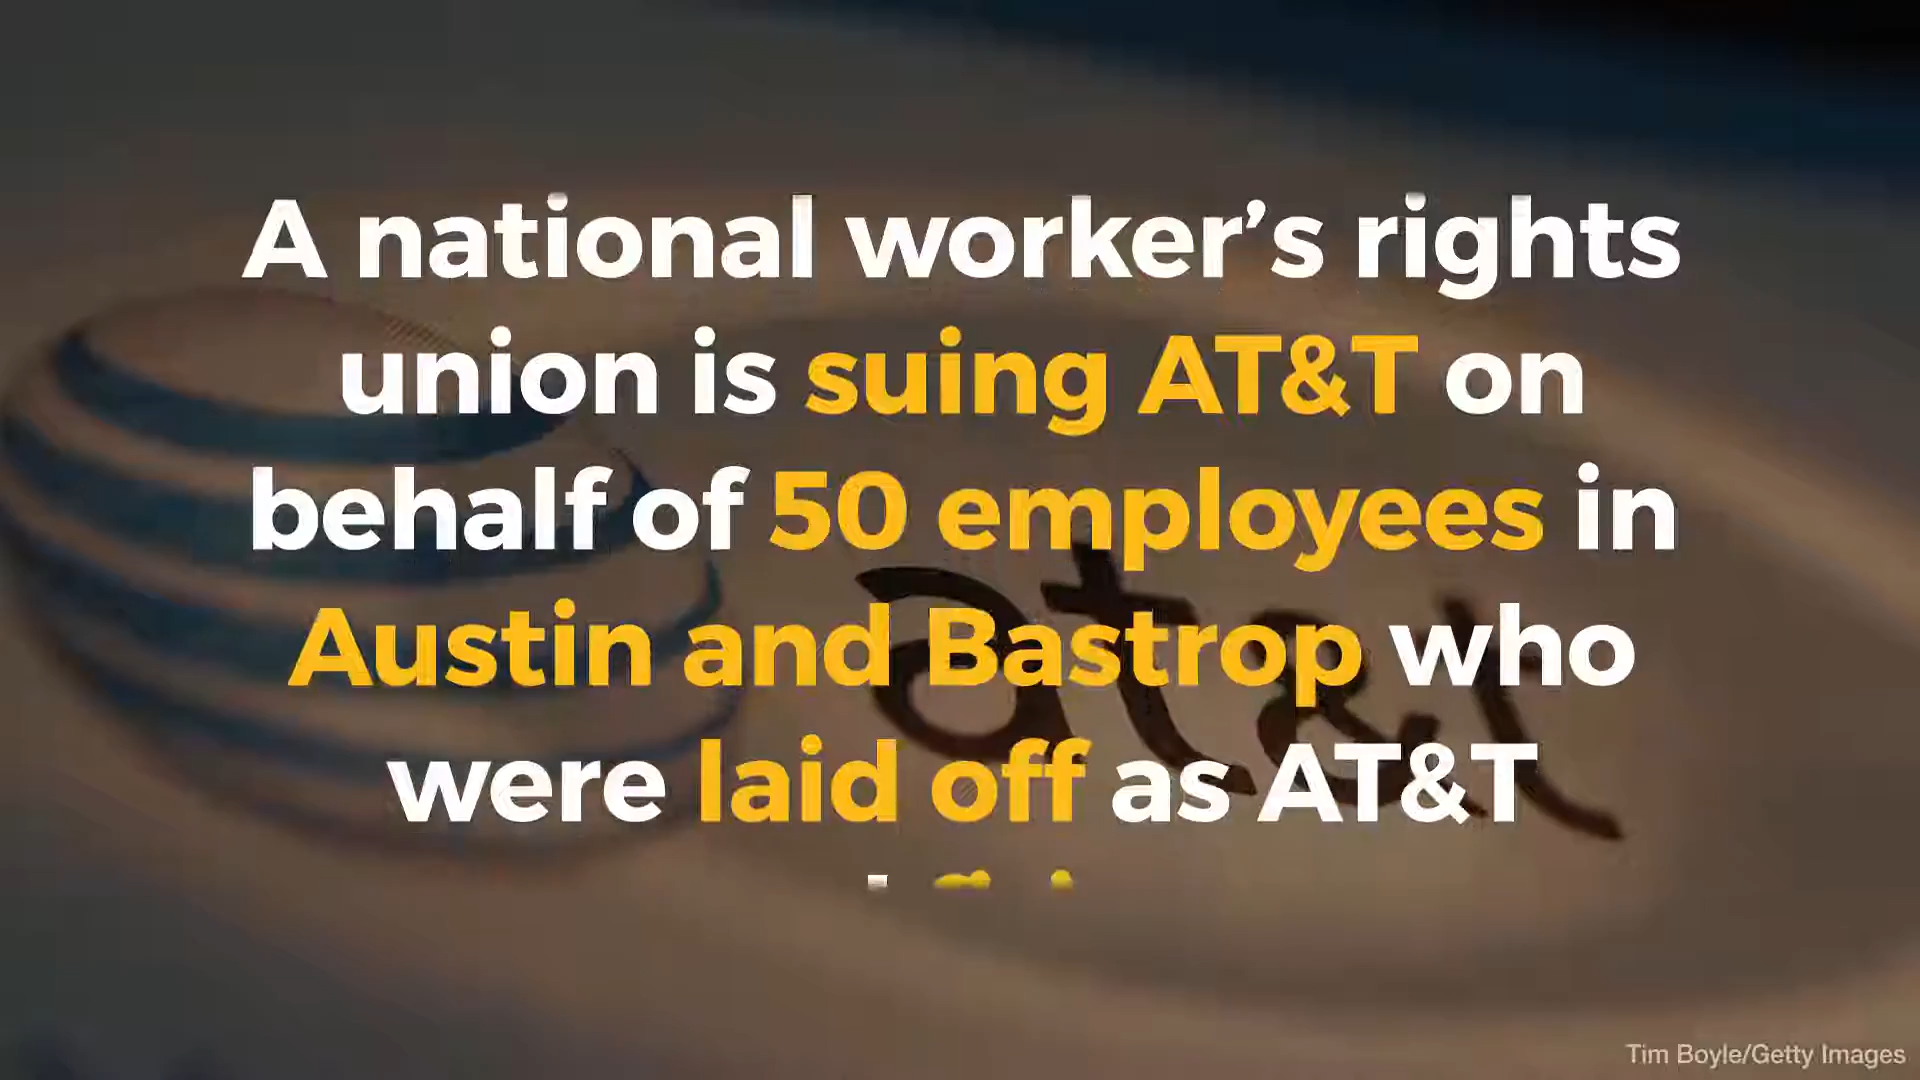 A national worker’s rights
union is suing AT&T on
behalf of 50 employees in
Austin and Bastrop who
were laid off as AT&T
at&t
Tim Boyle/Getty Images